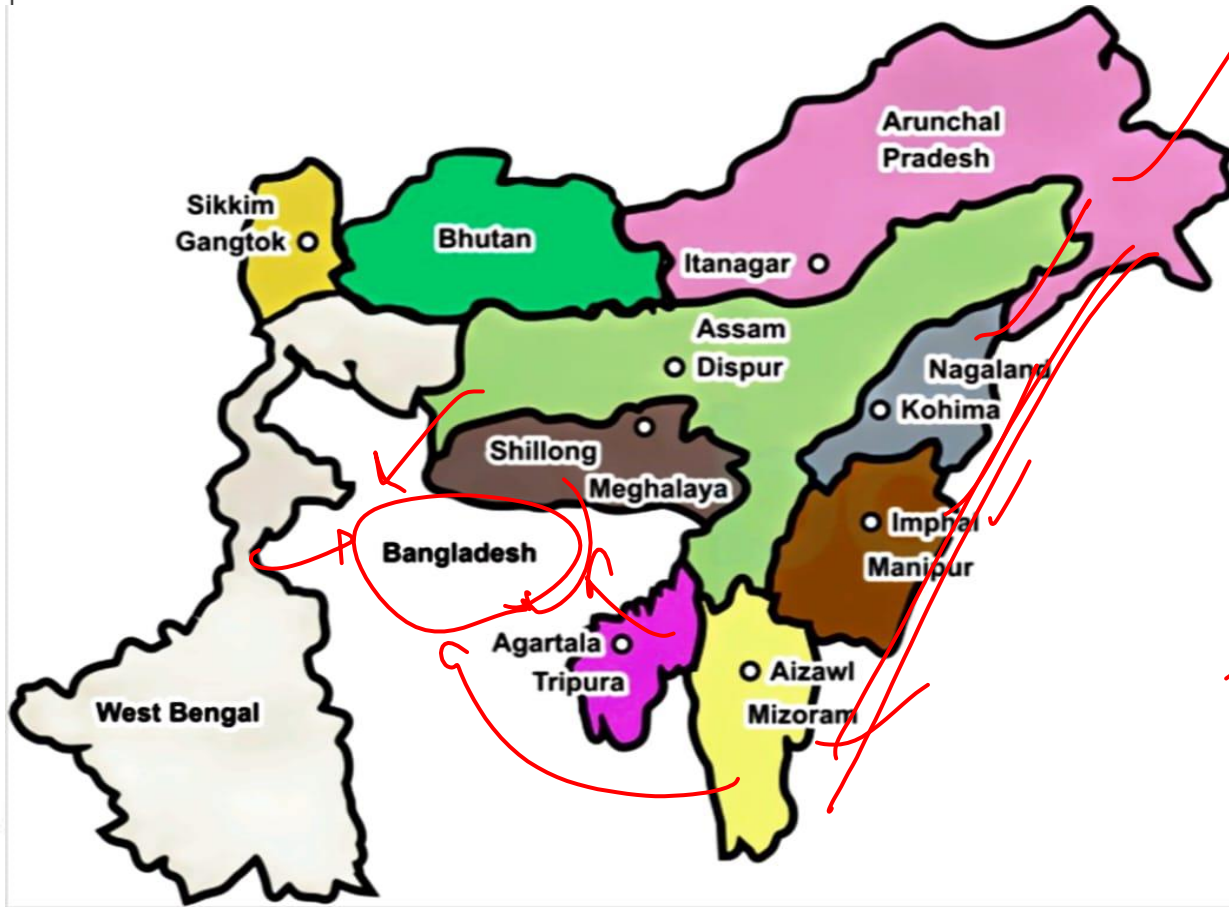 Arunchal
Pradesh
Sikkim
Gangtok
Bhutan
Itanagar
Assam
Dispur
Nagaland
Kohima
Shillong
Meghalaya
Imphal
Manipur
Bangladesh
Agartala
Tripura
Aizawl
Mizoram
West Bengal